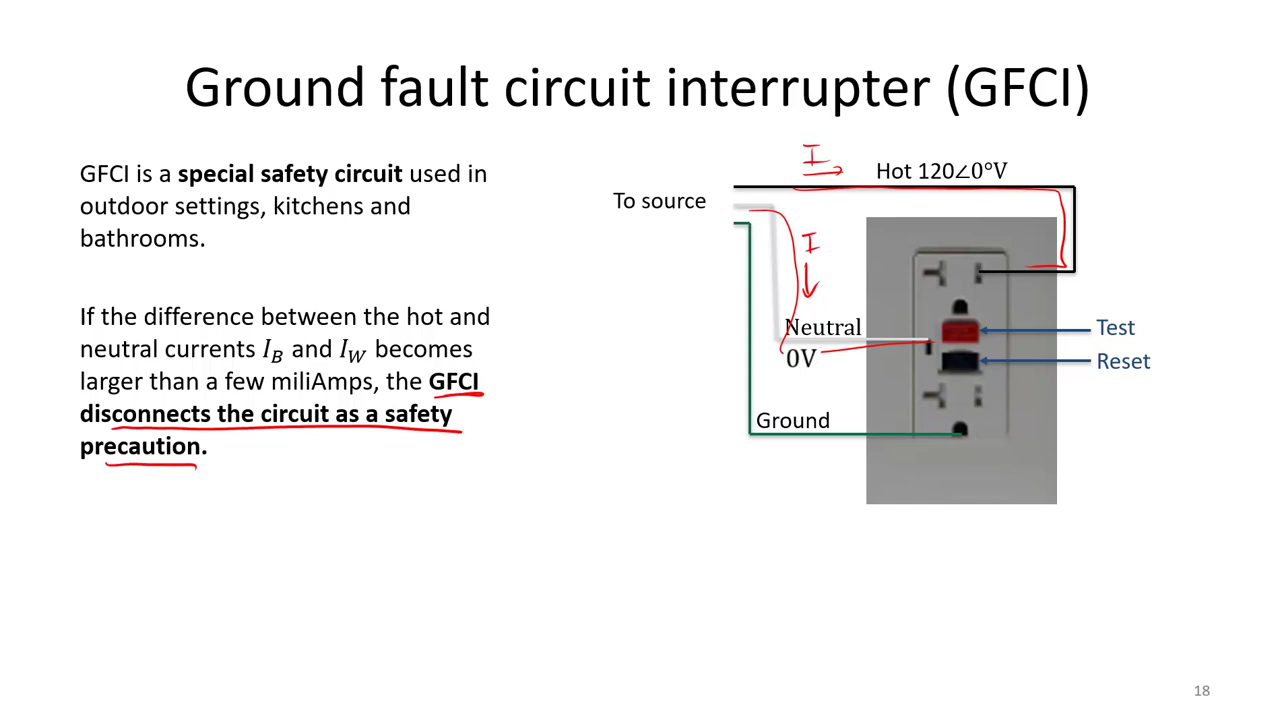 Ground fault circuit interrupter (GFCI)
GFCI is a special safety circuit used in
outdoor settings, kitchens and
bathrooms.
If the difference between the hot and
neutral currents I_B and I_W becomes
larger than a few miliAmps, the GFCI
disconnects the circuit as a safety
precaution.
I
Hot 120∠0°V
To source
I
Neutral
0V
Test
Reset
Ground
18